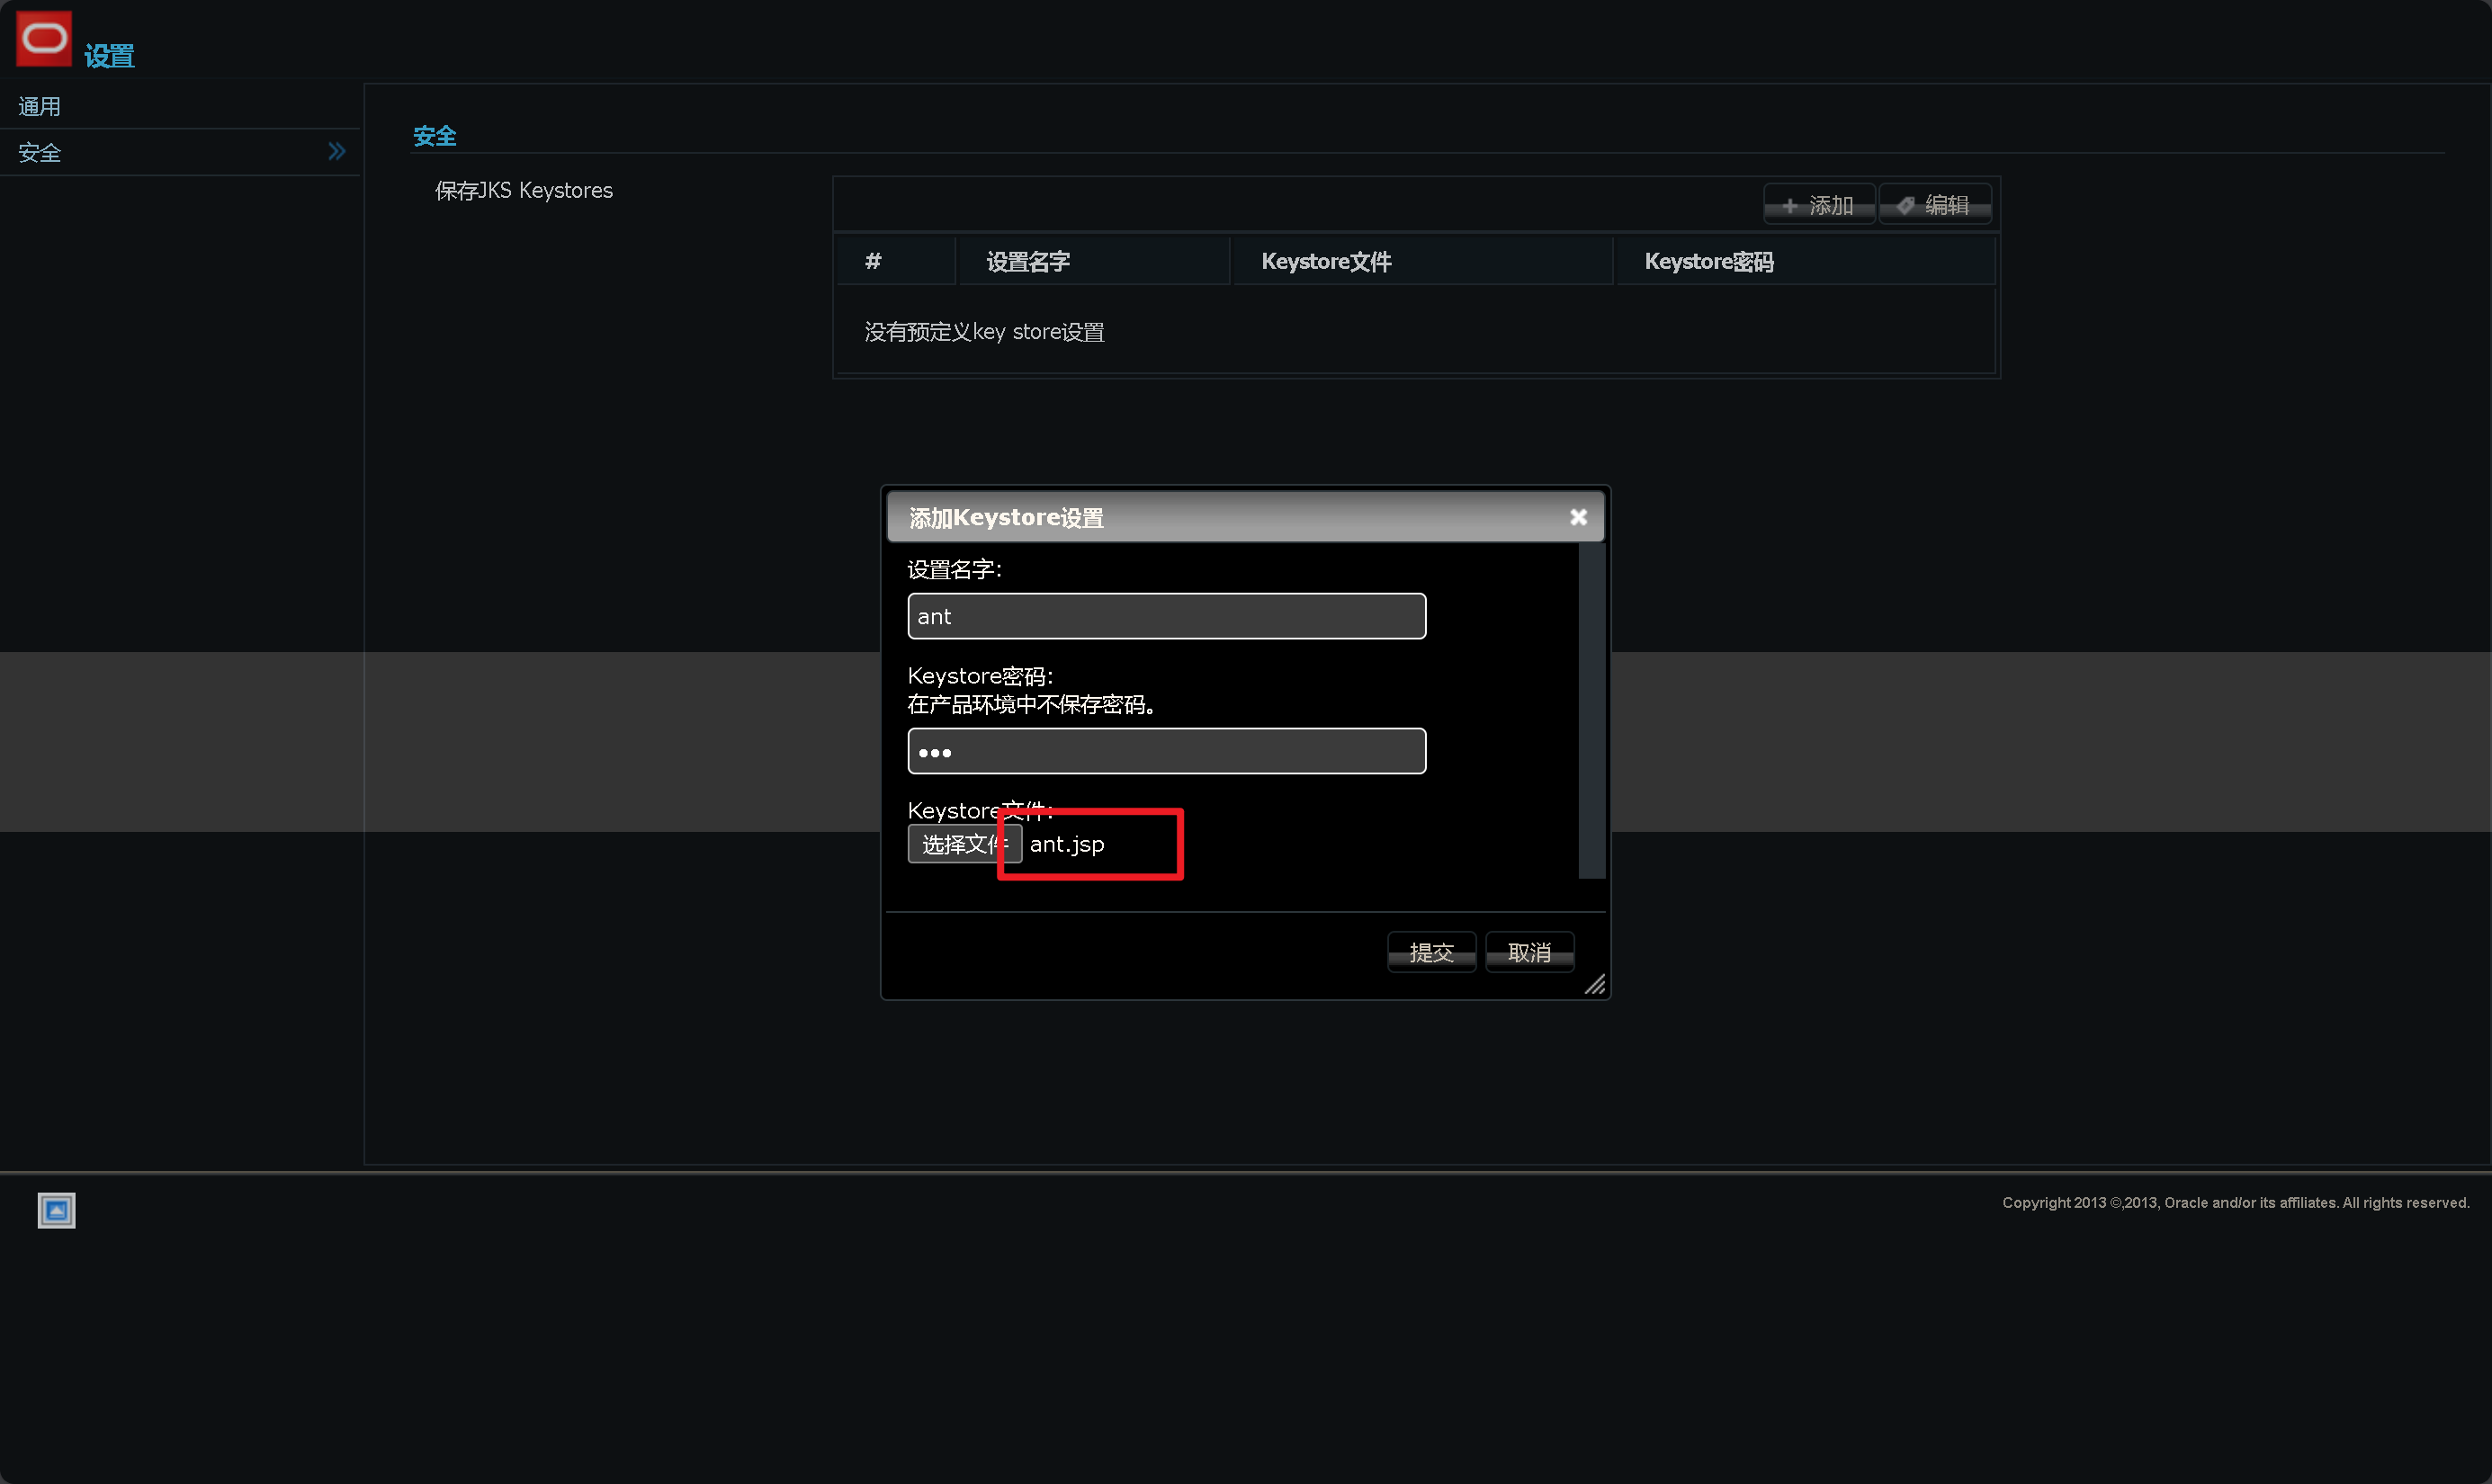 设置
通用
安全
安全
保存JKS Keystores
添加 编辑
# 设置名字 Keystore文件 Keystore密码
没有预定义key store设置
添加Keystore设置
设置名字:
ant
Keystore密码:
在产品环境中不保存密码。
•••
Keystore文件:
选择文件 ant.jsp
提交 取消
Copyright 2013 ©,2013, Oracle and/or its affiliates. All rights reserved.